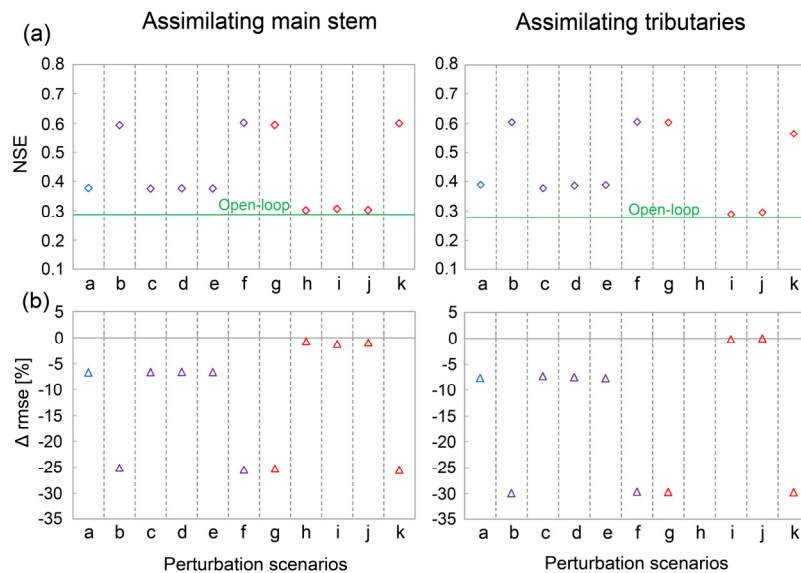 Assimilating main stem
Assimilating tributaries
(a)
NSE
0.8
0.7
0.6
0.5
0.4
0.3
0.2
0.1
Open-loop
a b c d e f g h i j k
0.8
0.7
0.6
0.5
0.4
0.3
0.2
0.1
Open-loop
a b c d e f g h i j k
(b)
Δ rmse [%]
5
0
-5
-10
-15
-20
-25
-30
-35
a b c d e f g h i j k
Perturbation scenarios
5
0
-5
-10
-15
-20
-25
-30
-35
a b c d e f g h i j k
Perturbation scenarios